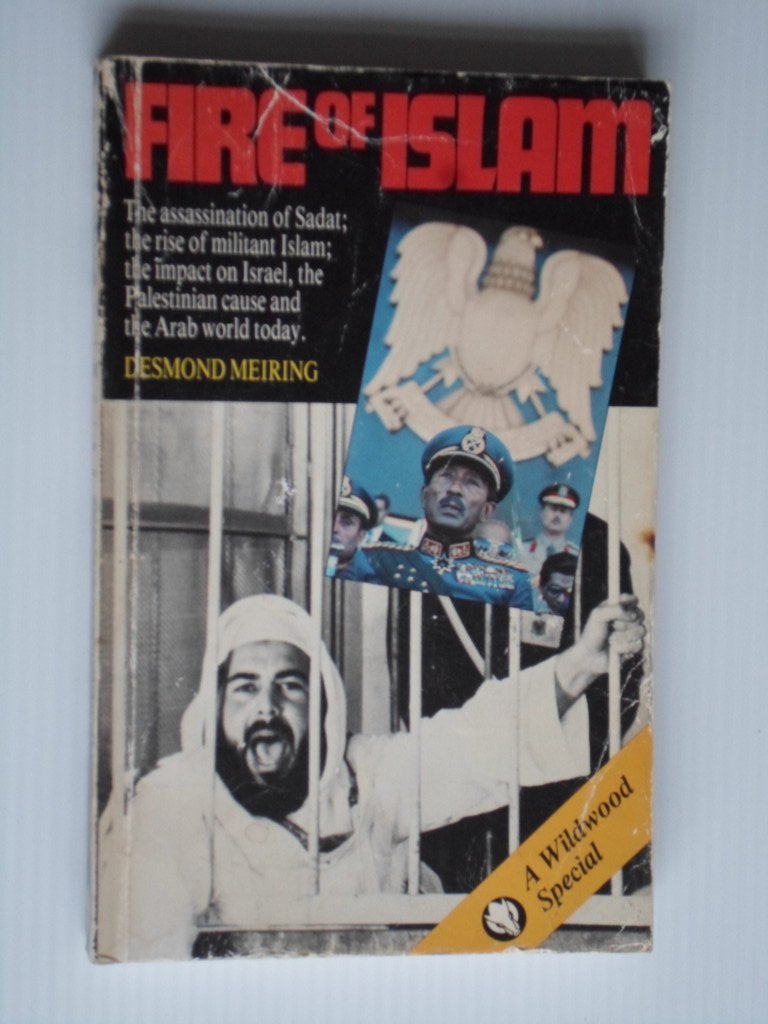 FIRE OF ISLAM
The assassination of Sadat;
the rise of militant Islam;
the impact on Israel, the
Palestinian cause and
the Arab world today.
DESMOND MEIRING
A Wildwood
Special